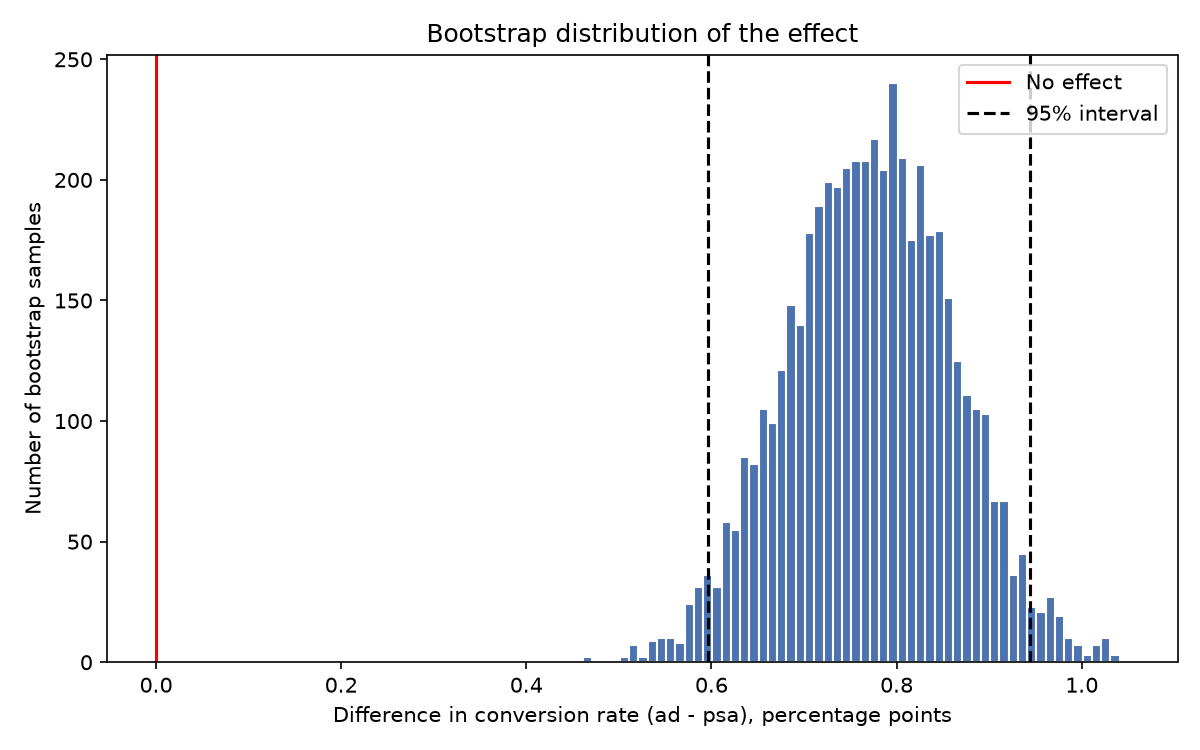 Bootstrap distribution of the effect
250
200
150
100
50
0
Number of bootstrap samples
No effect
95% interval
0.0 0.2 0.4 0.6 0.8 1.0
Difference in conversion rate (ad - psa), percentage points